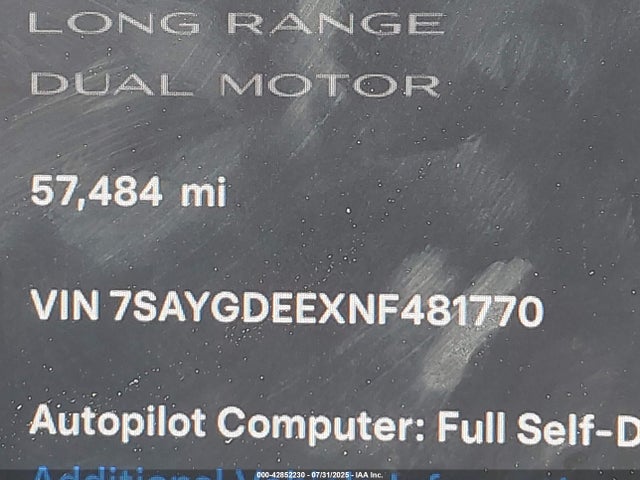 LONG RANGE
DUAL MOTOR
57,484 mi
VIN 7SAYGDEEXNF481770
Autopilot Computer: Full Self-D
Additional
000-42852230 - 07/31/2025 - IAA Inc.